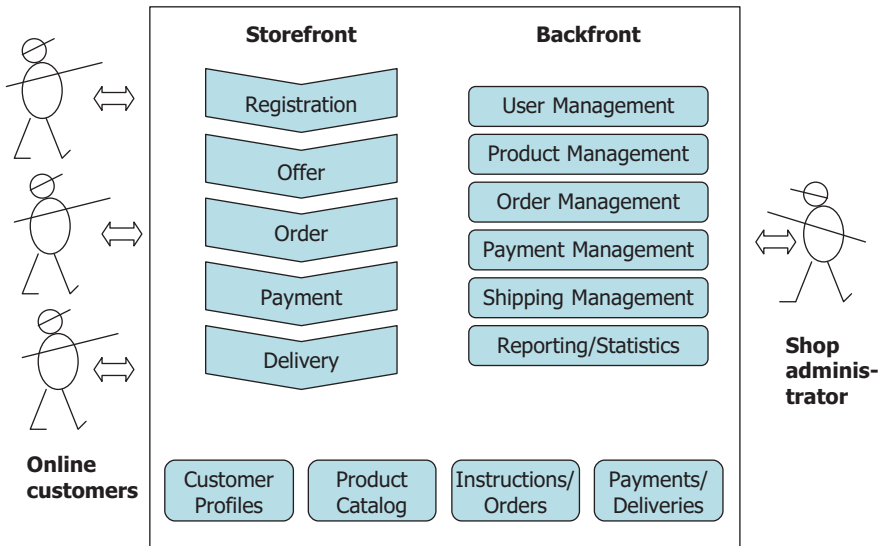 Storefront
Backfront
Registration
Offer
Order
Payment
Delivery
User Management
Product Management
Order Management
Payment Management
Shipping Management
Reporting/Statistics
Online
customers
Shop
adminis-
trator
Customer
Profiles
Product
Catalog
Instructions/
Orders
Payments/
Deliveries